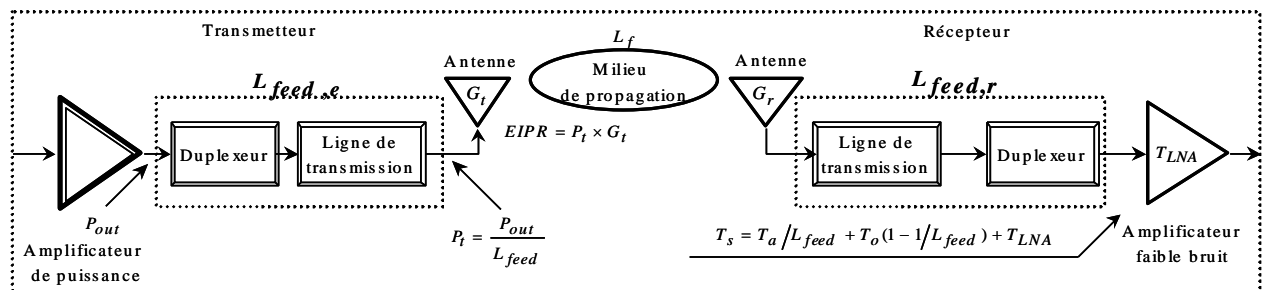 Transmetteur
Récepteur
L_f
Antenne
Antenne
L_feed,e
Milieu
de propagation
L_feed,r
G_t
G_r
EIPR = P_t × G_t
Duplexeur
Ligne de
transmission
Ligne de
transmission
Duplexeur
T_LNA
P_out
Amplificateur
de puissance
P_t = P_out / L_feed
T_s = T_a/L_feed + T_o(1 − 1/L_feed) + T_LNA
Amplificateur
faible bruit